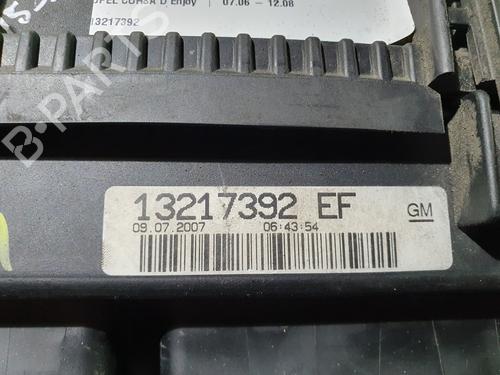 OPEL CORSA D Enjoy | 07.06 – 12.08
13217392
B-PARTS
13217392 EF
GM
09.07.2007 06:43:54